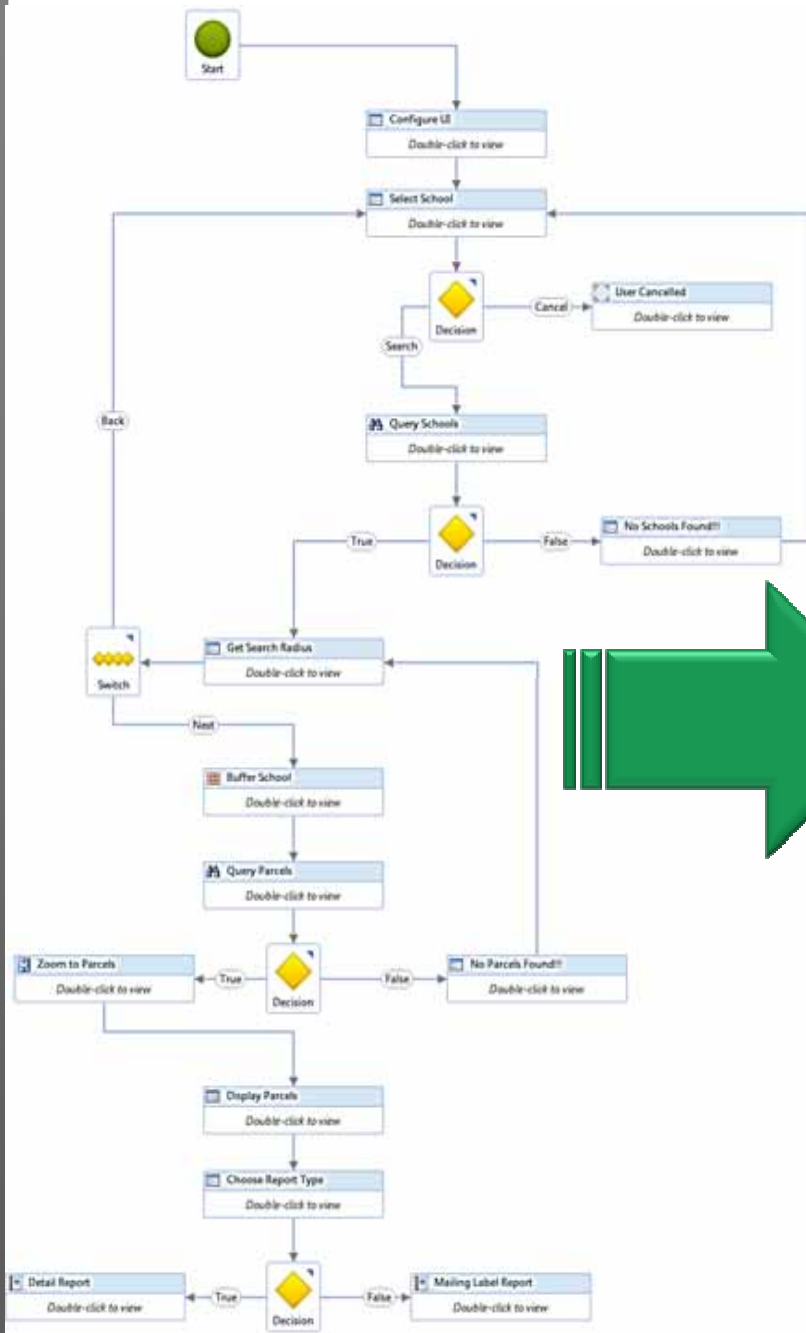 Start
Configure UI
Double-click to view
Select School
Double-click to view
Decision
Cancel
User Cancelled
Double-click to view
Search
Back
Query Schools
Double-click to view
Decision
True
False
No Schools Found!!!
Double-click to view
Switch
Get Search Radius
Double-click to view
Next
Buffer School
Double-click to view
Query Parcels
Double-click to view
Zoom to Parcels
Double-click to view
True
Decision
False
No Parcels Found!!!
Double-click to view
Display Parcels
Double-click to view
Choose Report Type
Double-click to view
Detail Report
Double-click to view
True
Decision
False
Mailing Label Report
Double-click to view